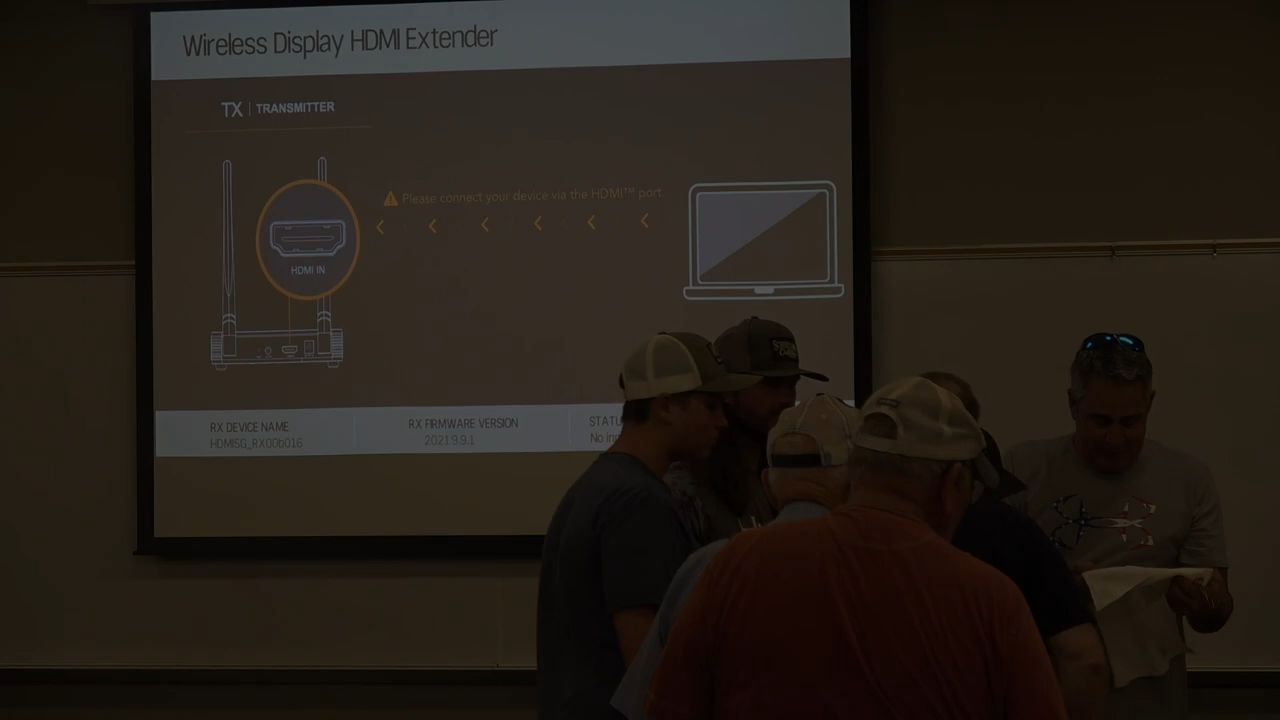 Wireless Display HDMI Extender
TX | TRANSMITTER
Please connect your device via the HDMI™ port.
HDMI IN
RX DEVICE NAME
HDMISG_RX00b016
RX FIRMWARE VERSION
2021.9.9.1
No